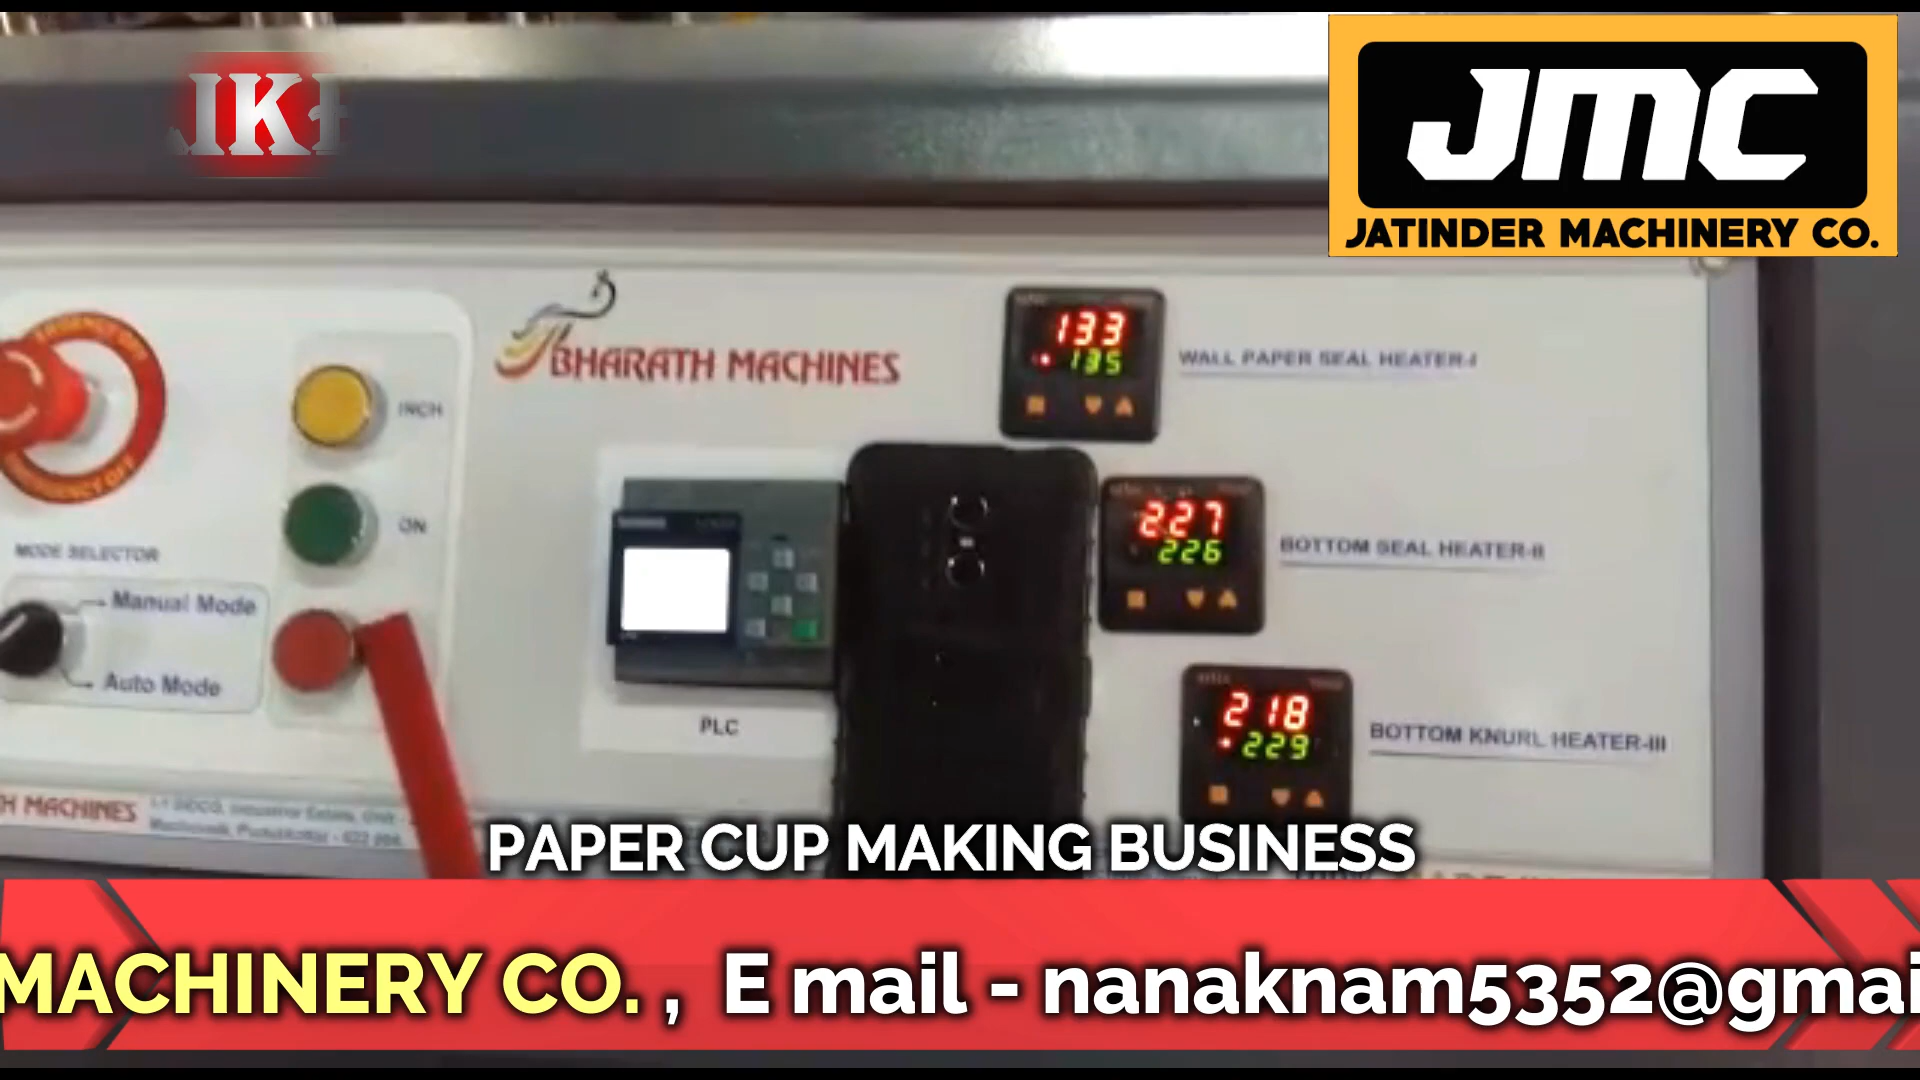 JMC
JATINDER MACHINERY CO.
BHARATH MACHINES
133
135
WALL PAPER SEAL HEATER-I
INCH
ON
227
226
BOTTOM SEAL HEATER-II
MODE SELECTOR
Manual Mode
Auto Mode
PLC
218
229
BOTTOM KNURL HEATER-III
H MACHINES
PAPER CUP MAKING BUSINESS
MACHINERY CO. , E mail - nanaknam5352@gmai